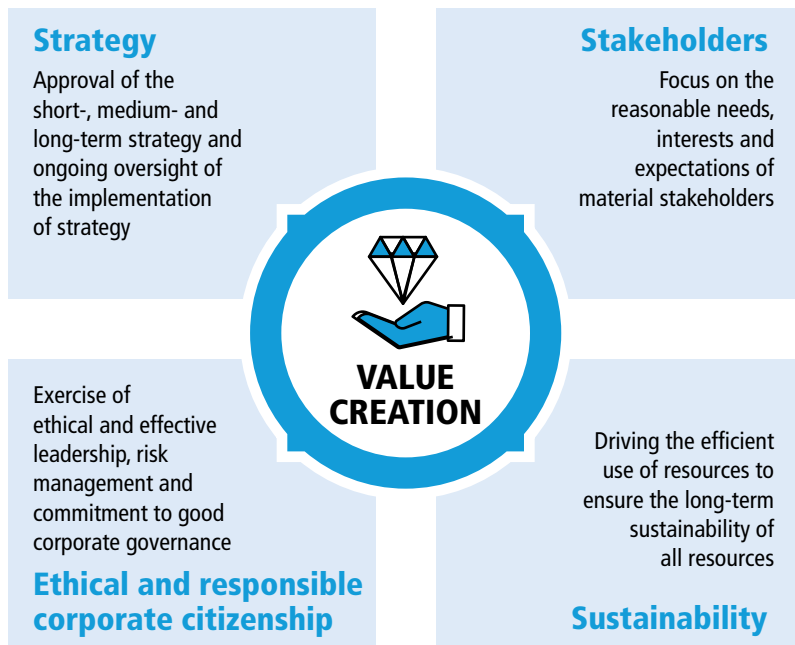 Strategy
Approval of the
short-, medium- and
long-term strategy and
ongoing oversight of
the implementation
of strategy
Stakeholders
Focus on the
reasonable needs,
interests and
expectations of
material stakeholders
VALUE
CREATION
Exercise of
ethical and effective
leadership, risk
management and
commitment to good
corporate governance
Ethical and responsible
corporate citizenship
Driving the efficient
use of resources to
ensure the long-term
sustainability of
all resources
Sustainability